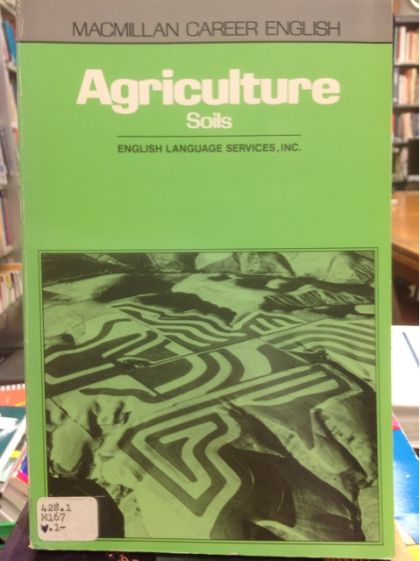 MACMILLAN CAREER ENGLISH
Agriculture
Soils
ENGLISH LANGUAGE SERVICES, INC.
428.1
M167
v.1-